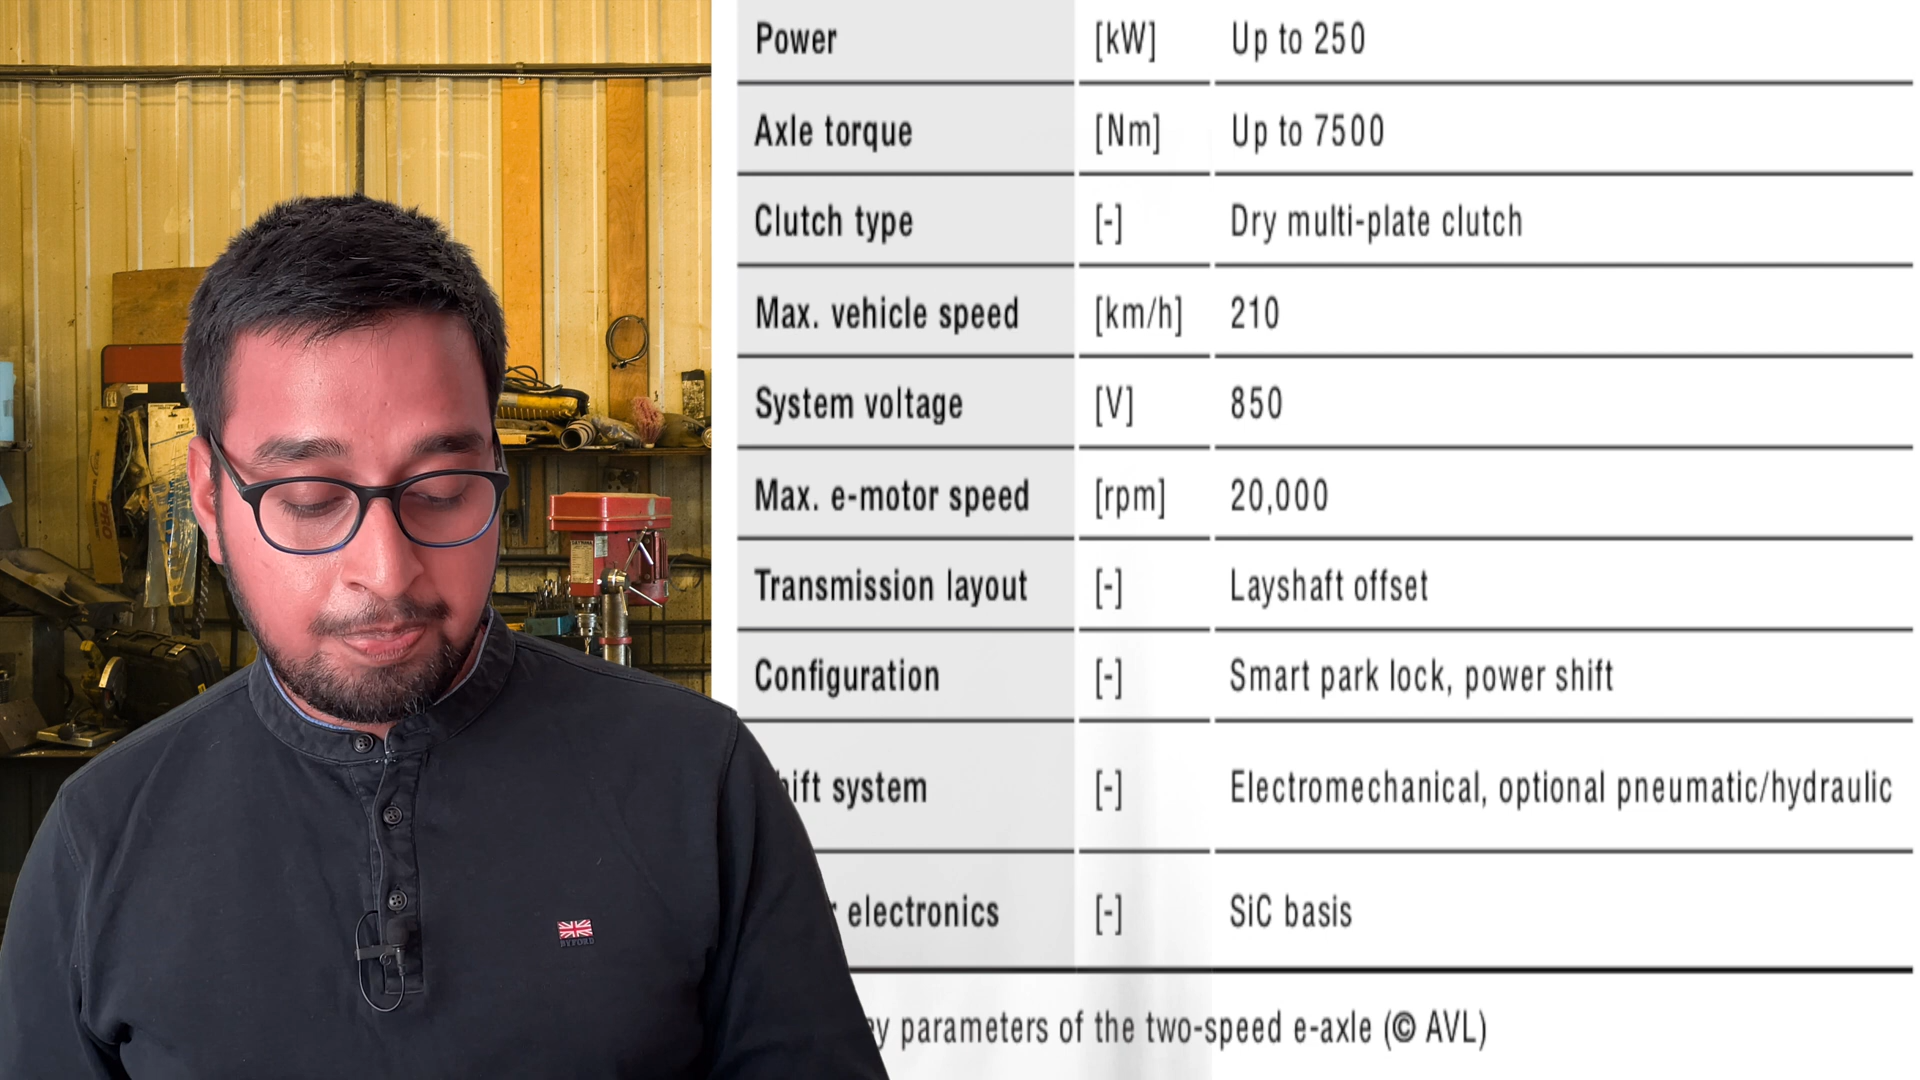 Power [kW] Up to 250
Axle torque [Nm] Up to 7500
Clutch type [-] Dry multi-plate clutch
Max. vehicle speed [km/h] 210
System voltage [V] 850
Max. e-motor speed [rpm] 20,000
Transmission layout [-] Layshaft offset
Configuration [-] Smart park lock, power shift
system [-] Electromechanical, optional pneumatic/hydraulic
electronics [-] SiC basis
parameters of the two-speed e-axle (© AVL)
BYFORD
PRO